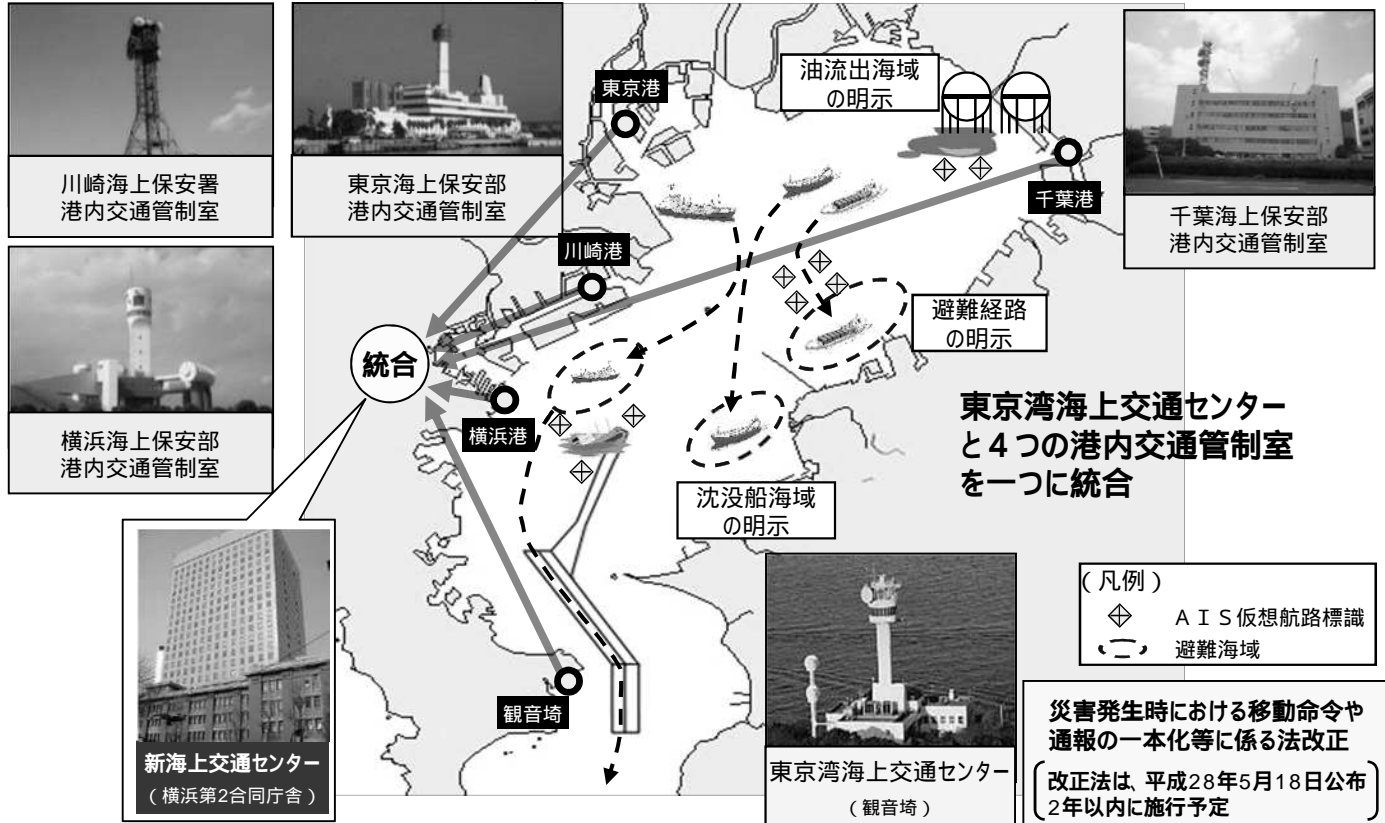 川崎海上保安署
港内交通管制室
東京海上保安部
港内交通管制室
千葉海上保安部
港内交通管制室
横浜海上保安部
港内交通管制室
東京港
油流出海域
の明示
千葉港
川崎港
避難経路
の明示
統合
横浜港
沈没船海域
の明示
東京湾海上交通センター
と４つの港内交通管制室
を一つに統合
観音埼
新海上交通センター
（横浜第2合同庁舎）
東京湾海上交通センター
（観音埼）
（凡例）
ＡＩＳ仮想航路標識
避難海域
災害発生時における移動命令や
通報の一本化等に係る法改正
改正法は、平成28年5月18日公布
2年以内に施行予定